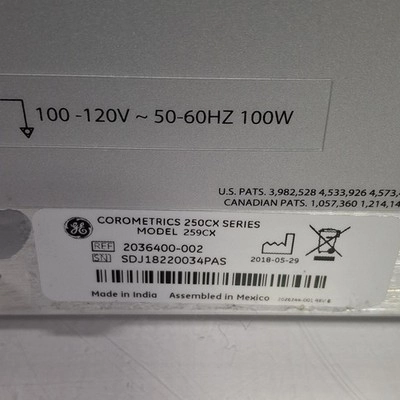 100 -120V ~ 50-60HZ 100W
U.S. PATS. 3,982,528 4,533,926 4,573,4
CANADIAN PATS. 1,057,360 1,214,14
GE
COROMETRICS 250CX SERIES
MODEL 259CX
REF 2036400-002
SN SDJ18220034PAS
2018-05-29
Made in India Assembled in Mexico